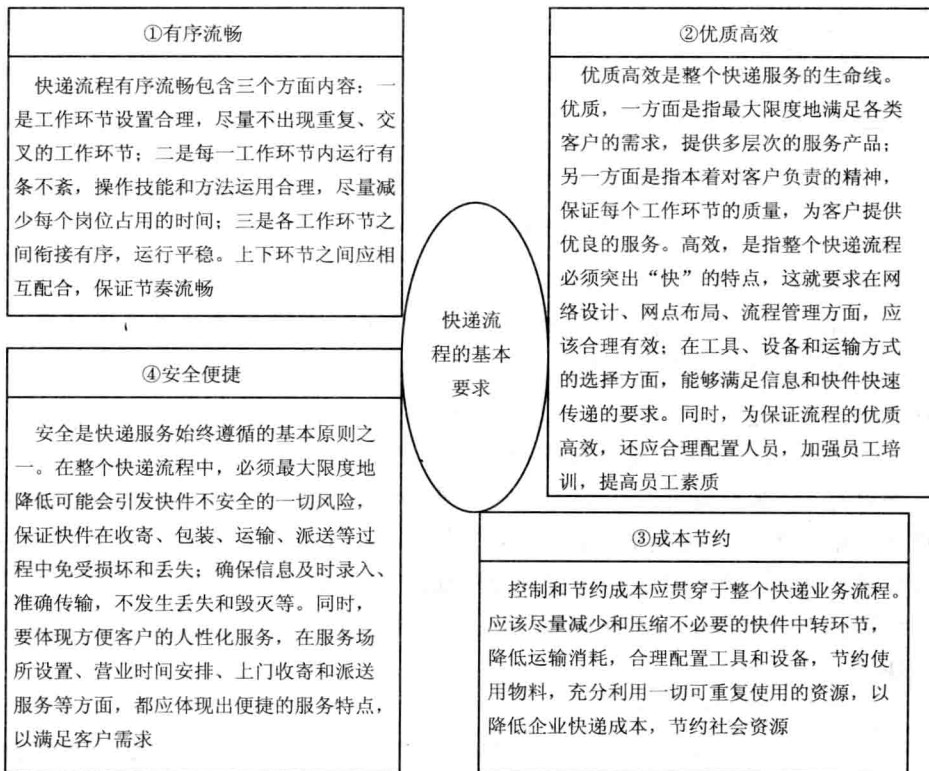 ①有序流畅
快递流程有序流畅包含三个方面内容：一
是工作环节设置合理，尽量不出现重复、交
叉的工作环节；二是每一工作环节内运行有
条不紊，操作技能和方法运用合理，尽量减
少每个岗位占用的时间；三是各工作环节之
间衔接有序，运行平稳。上下环节之间应相
互配合，保证节奏流畅
②优质高效
优质高效是整个快递服务的生命线。
优质，一方面是指最大限度地满足各类
客户的需求，提供多层次的服务产品；
另一方面是指本着对客户负责的精神，
保证每个工作环节的质量，为客户提供
优良的服务。高效，是指整个快递流程
必须突出“快”的特点，这就要求在网
络设计、网点布局、流程管理方面，应
该合理有效；在工具、设备和运输方式
的选择方面，能够满足信息和快件快速
传递的要求。同时，为保证流程的优质
高效，还应合理配置人员，加强员工培
训，提高员工素质
快递流
程的基本
要求
④安全便捷
安全是快递服务始终遵循的基本原则之
一。在整个快递流程中，必须最大限度地
降低可能会引发快件不安全的一切风险，
保证快件在收寄、包装、运输、派送等过
程中免受损坏和丢失；确保信息及时录入、
准确传输，不发生丢失和毁灭等。同时，
要体现方便客户的人性化服务，在服务场
所设置、营业时间安排、上门收寄和派送
服务等方面，都应体现出便捷的服务特点，
以满足客户需求
③成本节约
控制和节约成本应贯穿于整个快递业务流程。
应该尽量减少和压缩不必要的快件中转环节，
降低运输消耗，合理配置工具和设备，节约使
用物料，充分利用一切可重复使用的资源，以
降低企业快递成本，节约社会资源